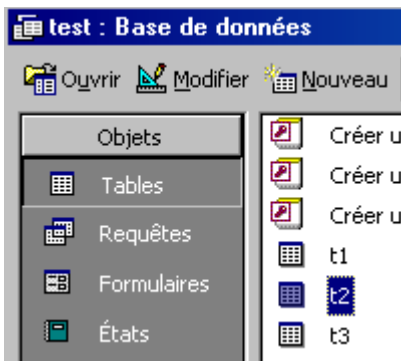 test : Base de données
Ouvrir Modifier Nouveau
Objets
Tables
Requêtes
Formulaires
États
Créer u
Créer u
Créer u
t1
t2
t3